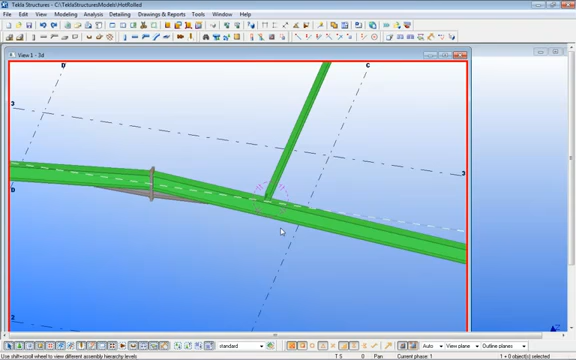 Tekla Structures - C:\TeklaStructuresModels\HotRolled
File Edit View Modeling Analysis Detailing Drawings & Reports Tools Window Help
View 1 - 3d
D
C
3
3
D
2
standard
Auto
View plane
Outline planes
Use shift+scroll wheel to view different assembly hierarchy levels
T S
0
Pan
Current phase: 1
1 + 0 object(s) selected